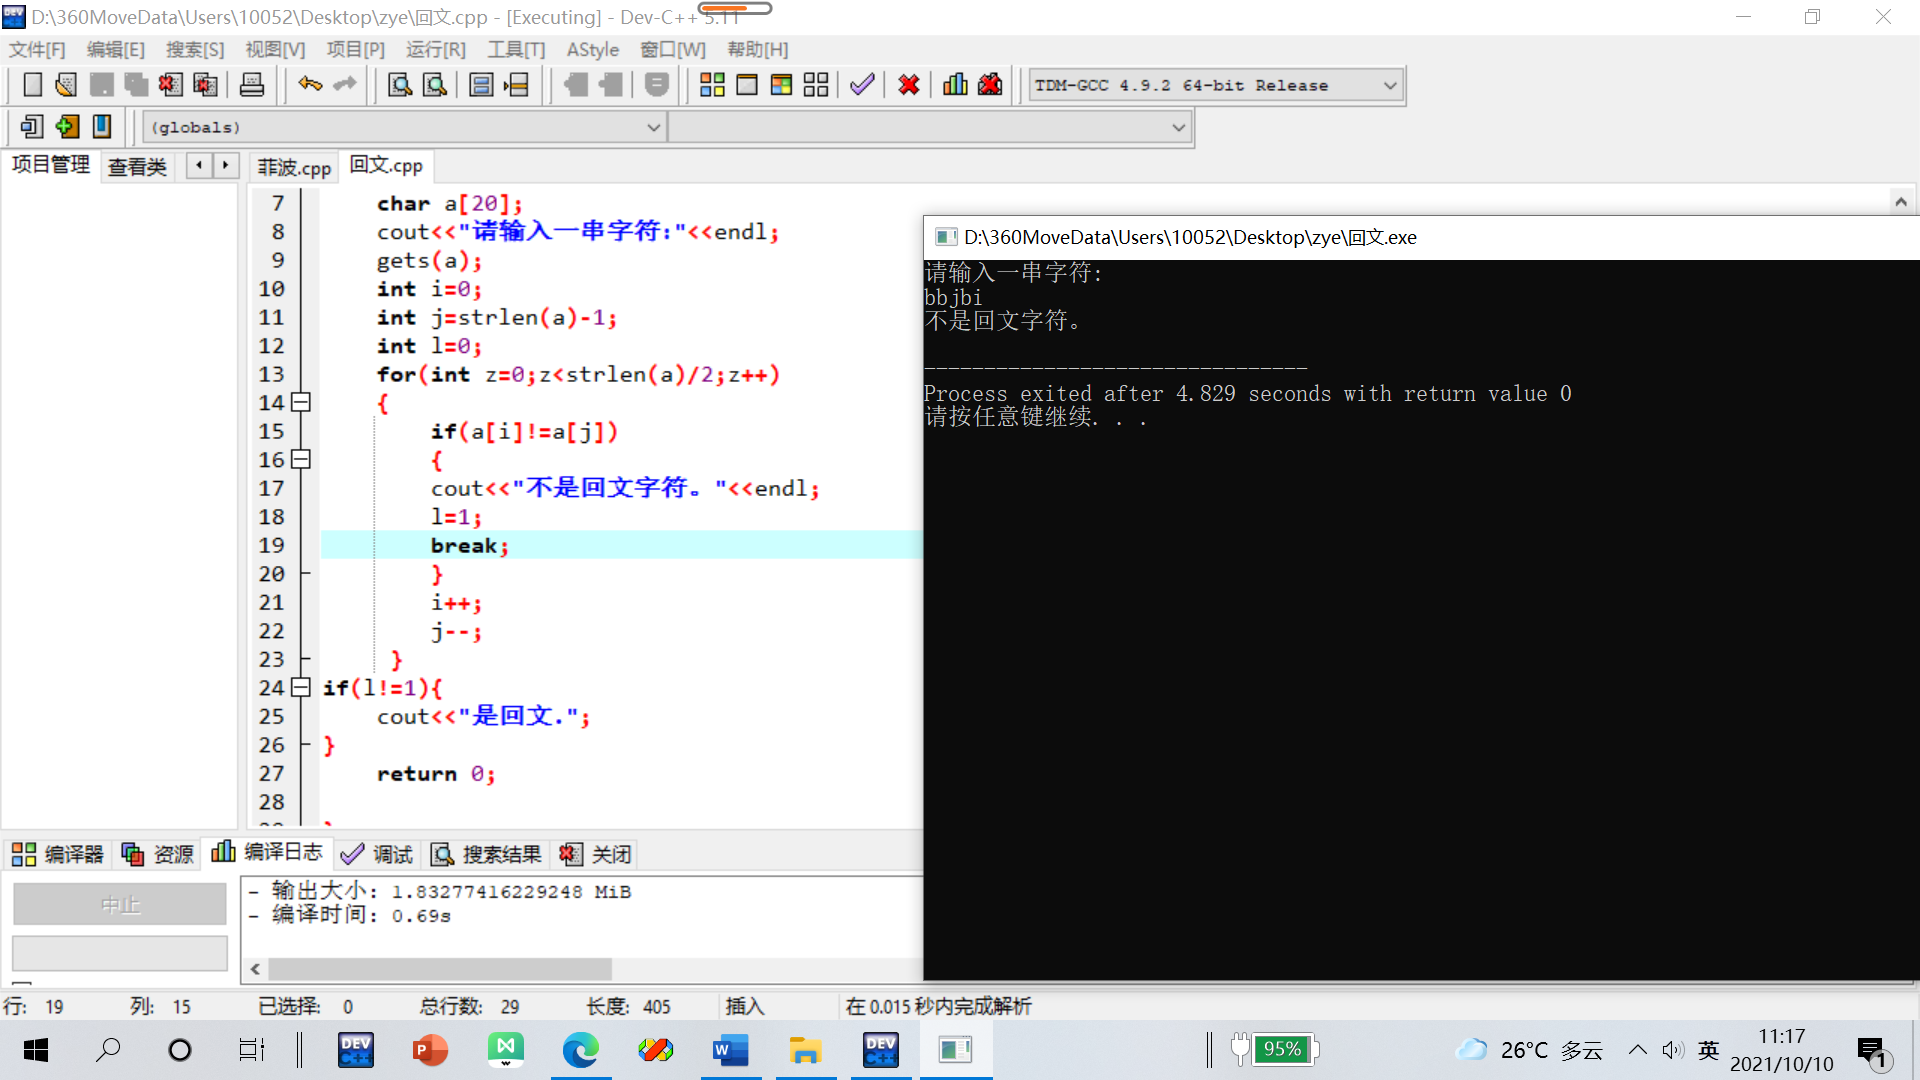 D:\360MoveData\Users\10052\Desktop\zye\回文.cpp - [Executing] - Dev-C++ 5.11
文件[F] 编辑[E] 搜索[S] 视图[V] 项目[P] 运行[R] 工具[T] AStyle 窗口[W] 帮助[H]
TDM-GCC 4.9.2 64-bit Release
(globals)
项目管理 查看类 菲波.cpp 回文.cpp
7 char a[20];
8 cout<<"请输入一串字符:"<<endl;
9 gets(a);
10 int i=0;
11 int j=strlen(a)-1;
12 int l=0;
13 for(int z=0;z<strlen(a)/2;z++)
14 {
15 if(a[i]!=a[j])
16 {
17 cout<<"不是回文字符。"<<endl;
18 l=1;
19 break;
20 }
21 i++;
22 j--;
23 }
24 if(l!=1){
25 cout<<"是回文.";
26 }
27 return 0;
28
D:\360MoveData\Users\10052\Desktop\zye\回文.exe
请输入一串字符:
bbjbi
不是回文字符。
--------------------------------
Process exited after 4.829 seconds with return value 0
请按任意键继续. . .
编译器 资源 编译日志 调试 搜索结果 关闭
中止
- 输出大小: 1.83277416229248 MiB
- 编译时间: 0.69s
行: 19 列: 15 已选择: 0 总行数: 29 长度: 405 插入 在 0.015 秒内完成解析
95%
26°C 多云
英
11:17
2021/10/10
1